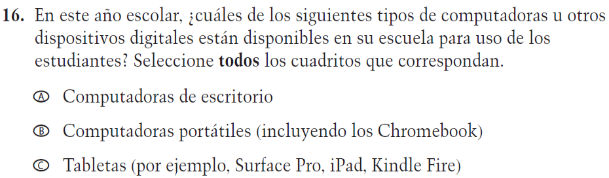 16. En este año escolar, ¿cuáles de los siguientes tipos de computadoras u otros
dispositivos digitales están disponibles en su escuela para uso de los
estudiantes? Seleccione todos los cuadritos que correspondan.
Ⓐ Computadoras de escritorio
Ⓑ Computadoras portátiles (incluyendo los Chromebook)
Ⓒ Tabletas (por ejemplo, Surface Pro, iPad, Kindle Fire)